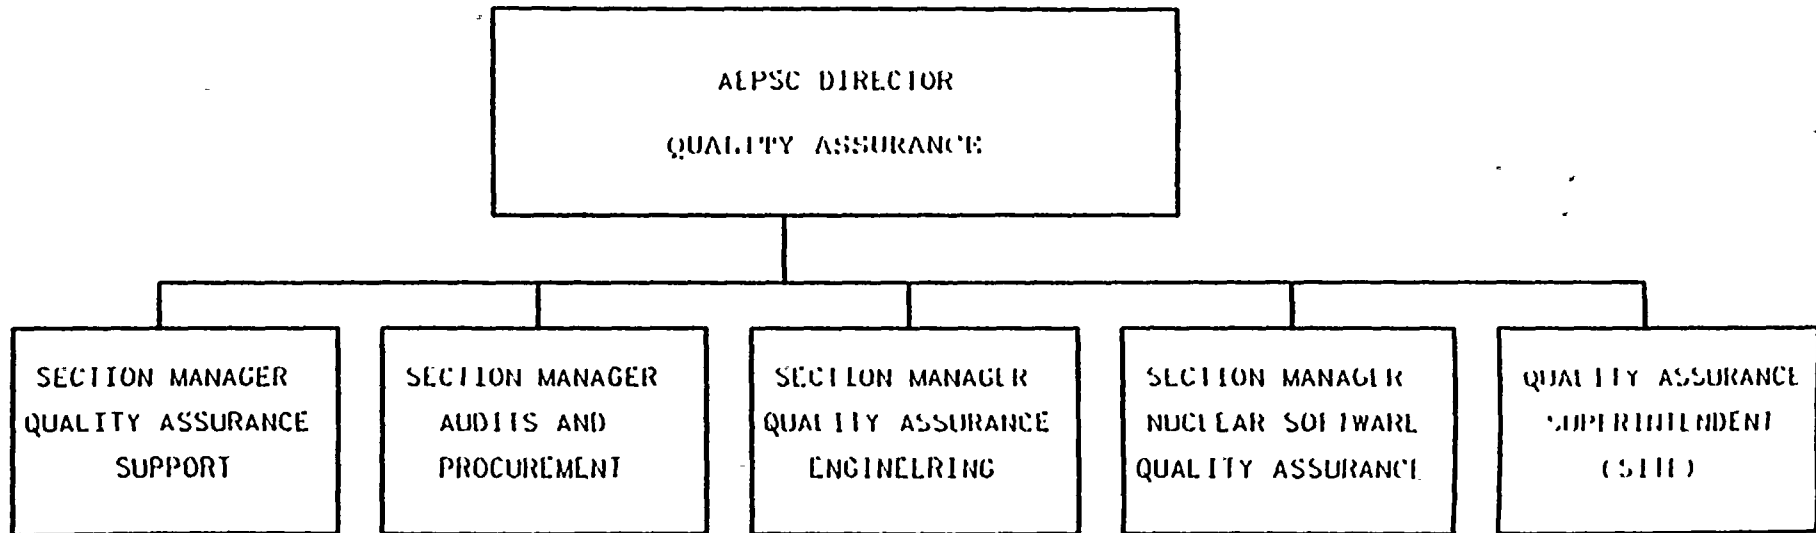 AEPSC DIRECTOR
QUALITY ASSURANCE
SECTION MANAGER
QUALITY ASSURANCE
SUPPORT
SECTION MANAGER
AUDITS AND
PROCUREMENT
SECTION MANAGER
QUALITY ASSURANCE
ENGINEERING
SECTION MANAGER
NUCLEAR SOFTWARE
QUALITY ASSURANCE
QUALITY ASSURANCE
SUPERINTENDENT
(SITE)